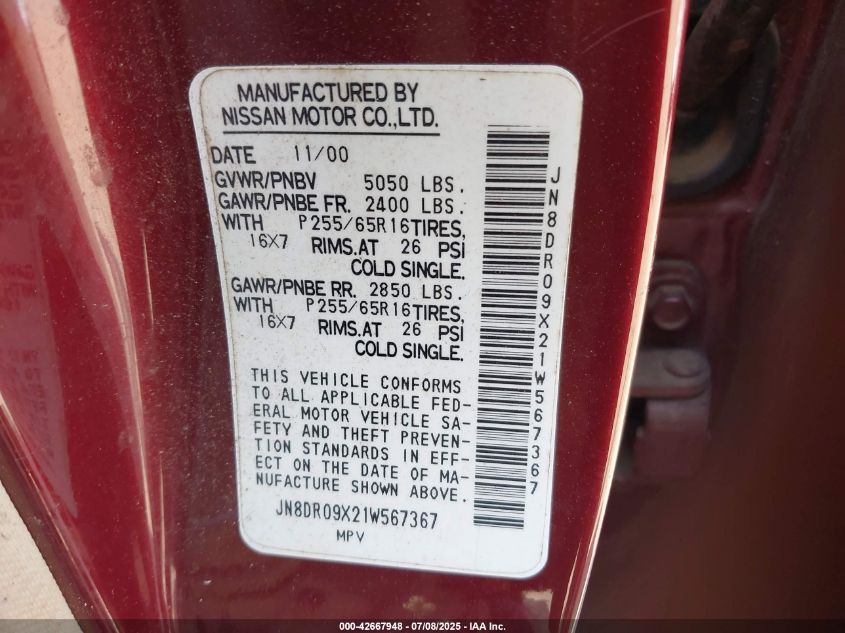 MANUFACTURED BY
NISSAN MOTOR CO.,LTD.
DATE 11/00
GVWR/PNBV 5050 LBS.
GAWR/PNBE FR. 2400 LBS.
WITH P255/65R16 TIRES,
16X7 RIMS.AT 26 PSI
COLD SINGLE.
GAWR/PNBE RR. 2850 LBS.
WITH P255/65R16 TIRES,
16X7 RIMS.AT 26 PSI
COLD SINGLE.
THIS VEHICLE CONFORMS
TO ALL APPLICABLE FED-
ERAL MOTOR VEHICLE SA-
FETY AND THEFT PREVEN-
TION STANDARDS IN EFF-
ECT ON THE DATE OF MA-
NUFACTURE SHOWN ABOVE.
JN8DR09X21W567367
MPV
JN8DR09X21W567367
000-42667948 - 07/08/2025 - IAA Inc.